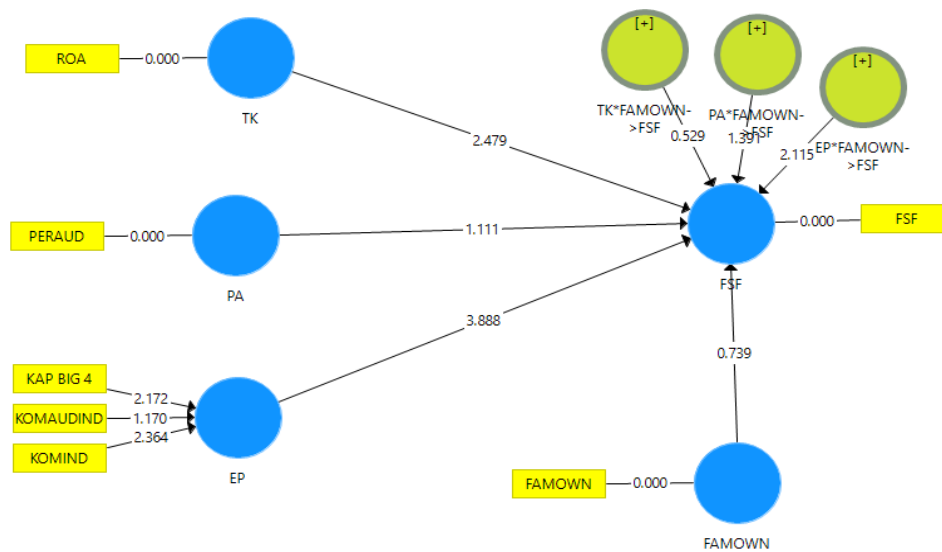 ROA
0.000
TK
2.479
[+]
TK*FAMOWN-
>FSF
0.529
[+]
PA*FAMOWN-
>FSF
1.391
[+]
EP*FAMOWN-
>FSF
2.115
PERAUD
0.000
PA
1.111
FSF
0.000
FSF
KAP BIG 4
2.172
KOMAUDIND
1.170
KOMIND
2.364
EP
3.888
0.739
FAMOWN
0.000
FAMOWN